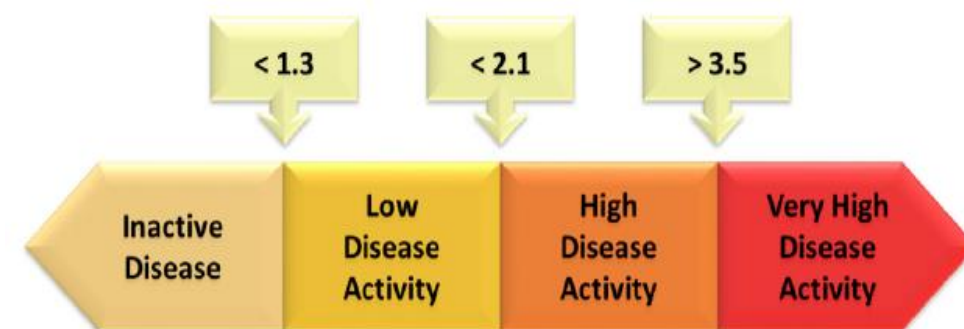 < 1.3
< 2.1
> 3.5
Inactive
Disease
Low
Disease
Activity
High
Disease
Activity
Very High
Disease
Activity